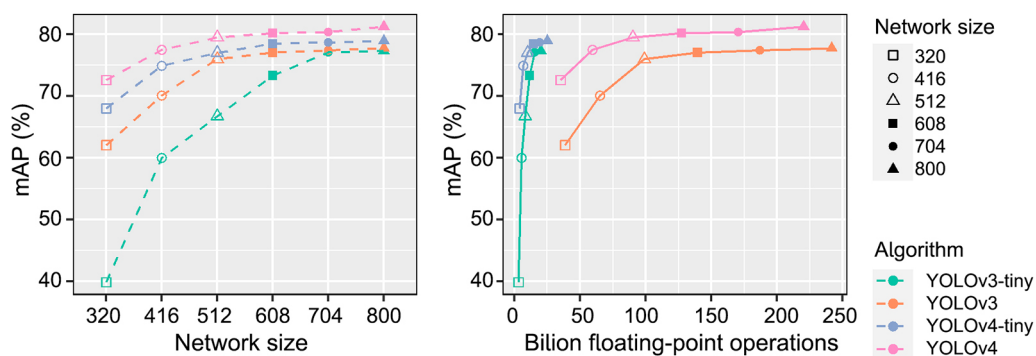 mAP (%)
80
70
60
50
40
320 416 512 608 704 800
Network size
mAP (%)
80
70
60
50
40
0 50 100 150 200 250
Bilion floating-point operations
Network size
320
416
512
608
704
800
Algorithm
YOLOv3-tiny
YOLOv3
YOLOv4-tiny
YOLOv4